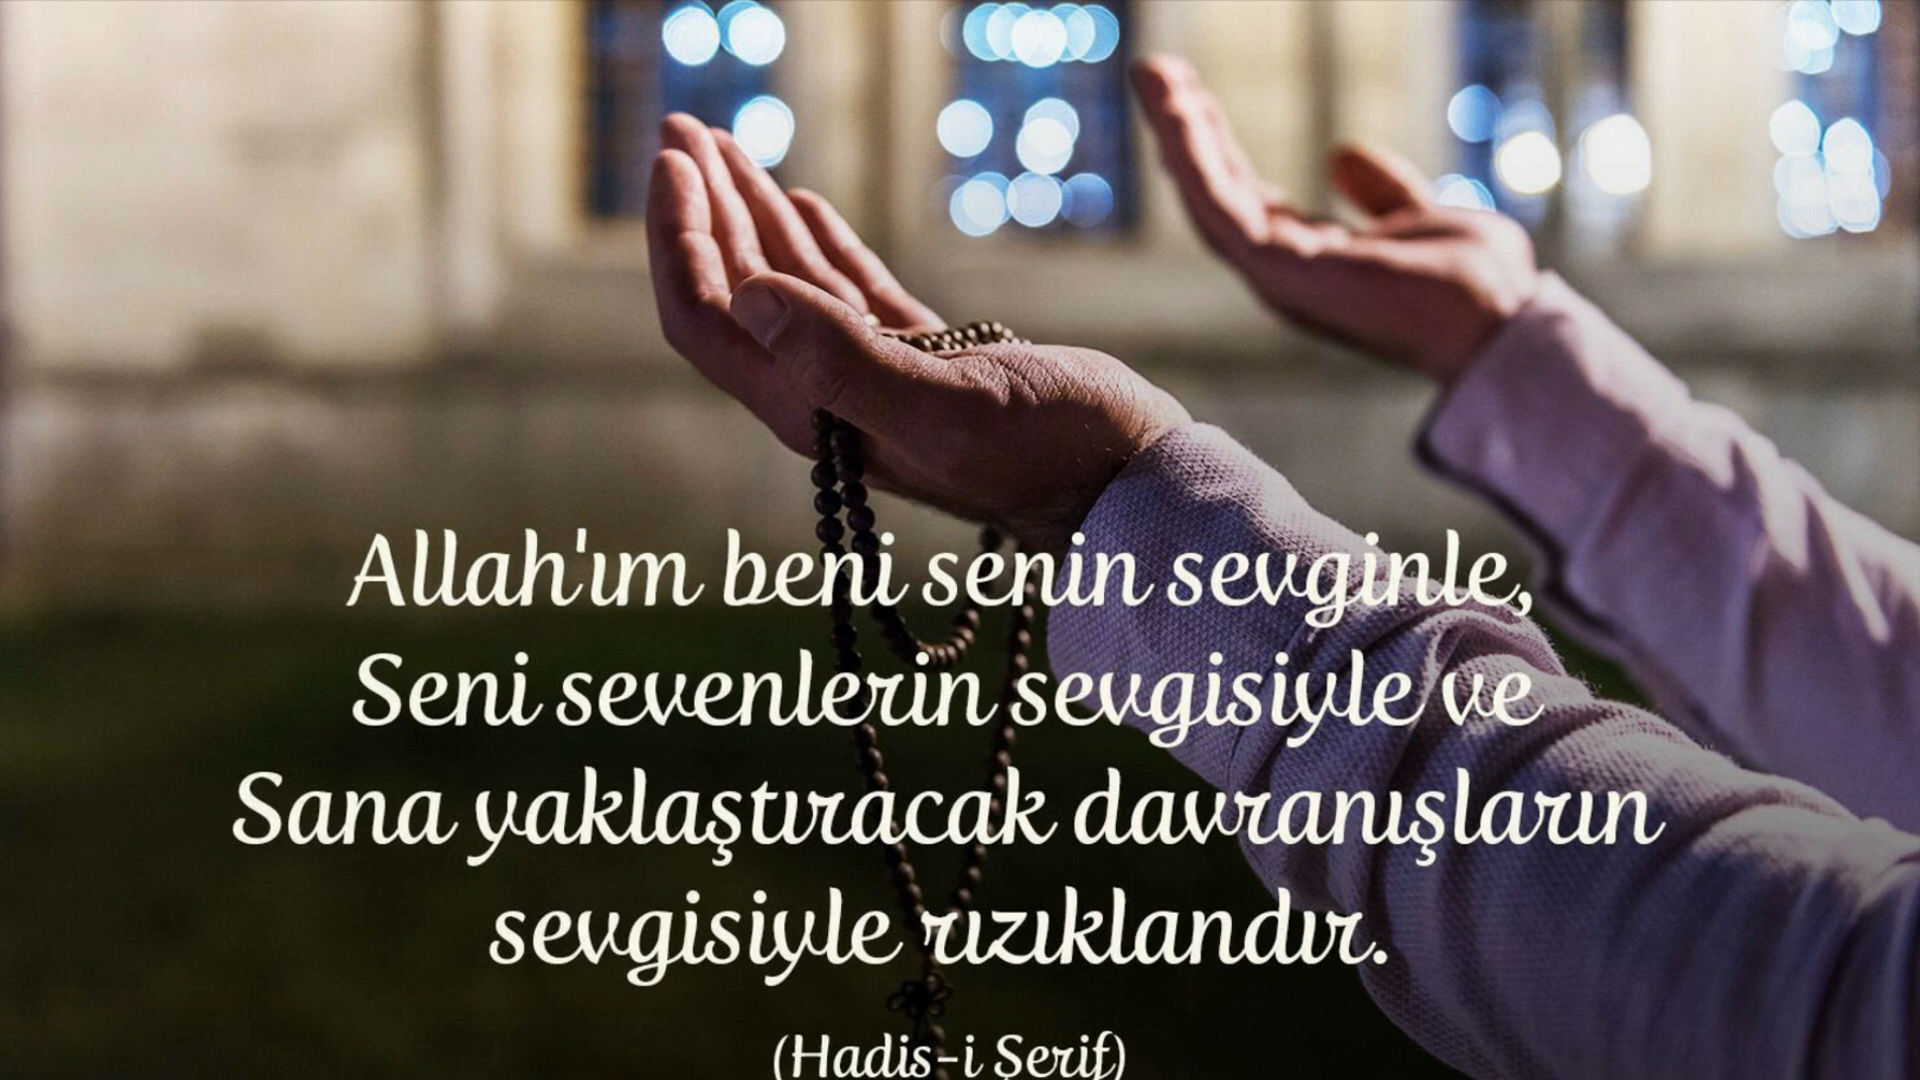 Allah'ım beni senin sevginle,
Seni sevenlerin sevgisiyle ve
Sana yaklaştıracak davranışların
sevgisiyle rızıklandır.
(Hadis-i Şerif)